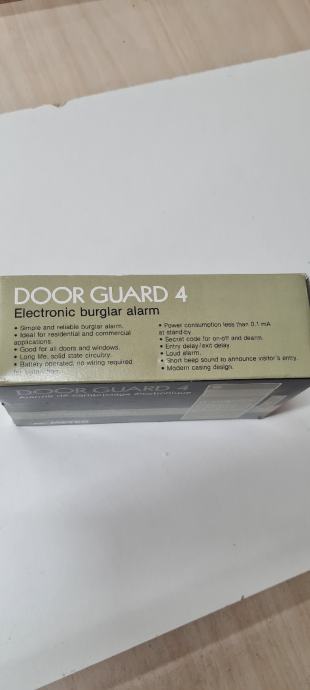 DOOR GUARD 4
Electronic burglar alarm
• Simple and reliable burglar alarm.
• Ideal for residential and commercial
applications.
• Good for all doors and windows.
• Long life, solid state circuitry.
• Battery operated, no wiring required
• Power consumption less than 0.1 mA
at stand-by.
• Secret code for on-off and dearm.
• Entry delay/exit delay.
• Loud alarm.
• Short beep sound to announce visitor's entry.
• Modern casing design.
DOOR GUARD 4